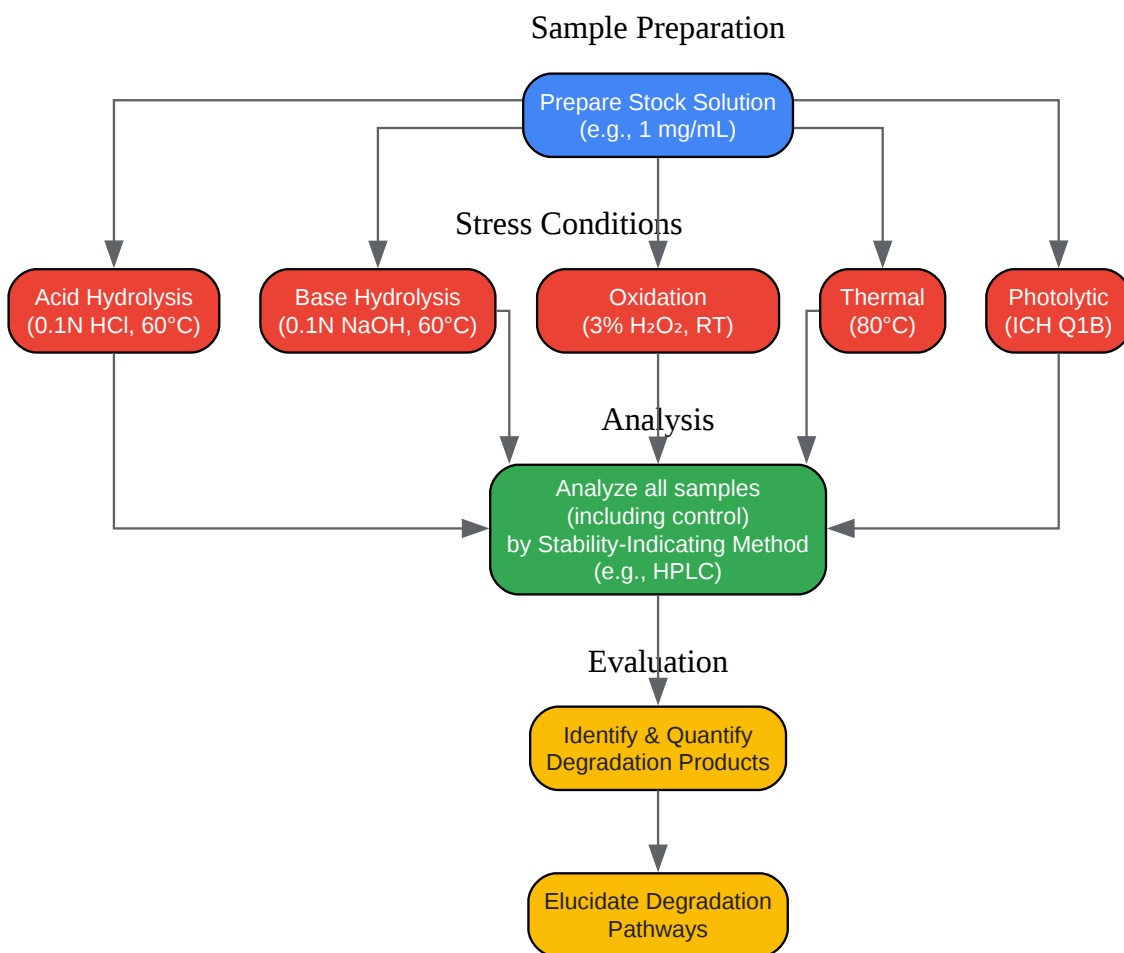 Sample Preparation
Prepare Stock Solution
(e.g., 1 mg/mL)
Stress Conditions
Acid Hydrolysis
(0.1N HCl, 60°C)
Base Hydrolysis
(0.1N NaOH, 60°C)
Oxidation
(3% H₂O₂, RT)
Thermal
(80°C)
Photolytic
(ICH Q1B)
Analysis
Analyze all samples
(including control)
by Stability-Indicating Method
(e.g., HPLC)
Evaluation
Identify & Quantify
Degradation Products
Elucidate Degradation
Pathways